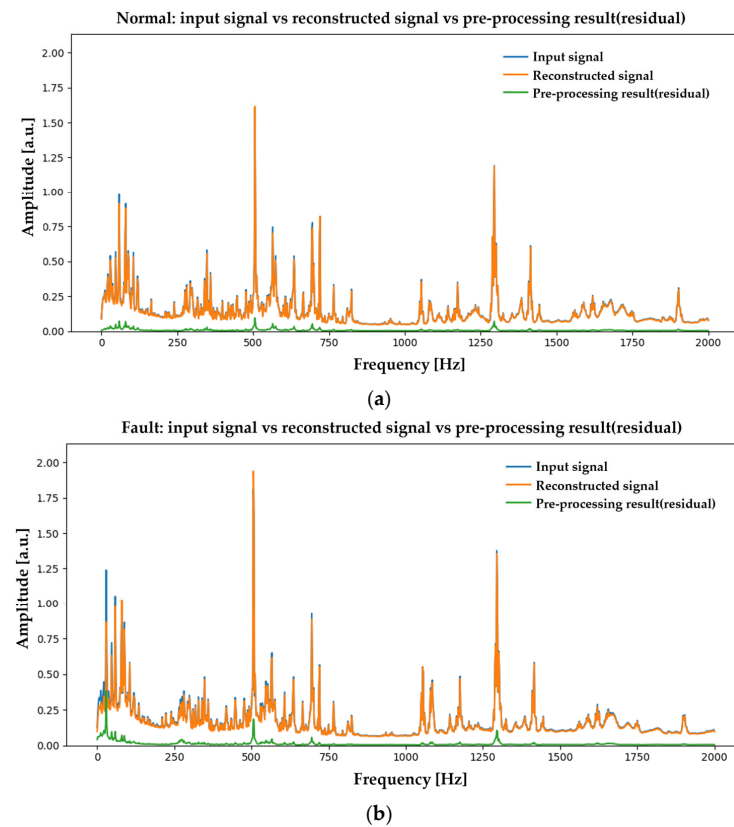 Normal: input signal vs reconstructed signal vs pre-processing result(residual)
2.00
1.75
1.50
1.25
1.00
0.75
0.50
0.25
0.00
Amplitude [a.u.]
Input signal
Reconstructed signal
Pre-processing result(residual)
0 250 500 750 1000 1250 1500 1750 2000
Frequency [Hz]
(a)
Fault: input signal vs reconstructed signal vs pre-processing result(residual)
2.00
1.75
1.50
1.25
1.00
0.75
0.50
0.25
0.00
Amplitude [a.u.]
Input signal
Reconstructed signal
Pre-processing result(residual)
0 250 500 750 1000 1250 1500 1750 2000
Frequency [Hz]
(b)